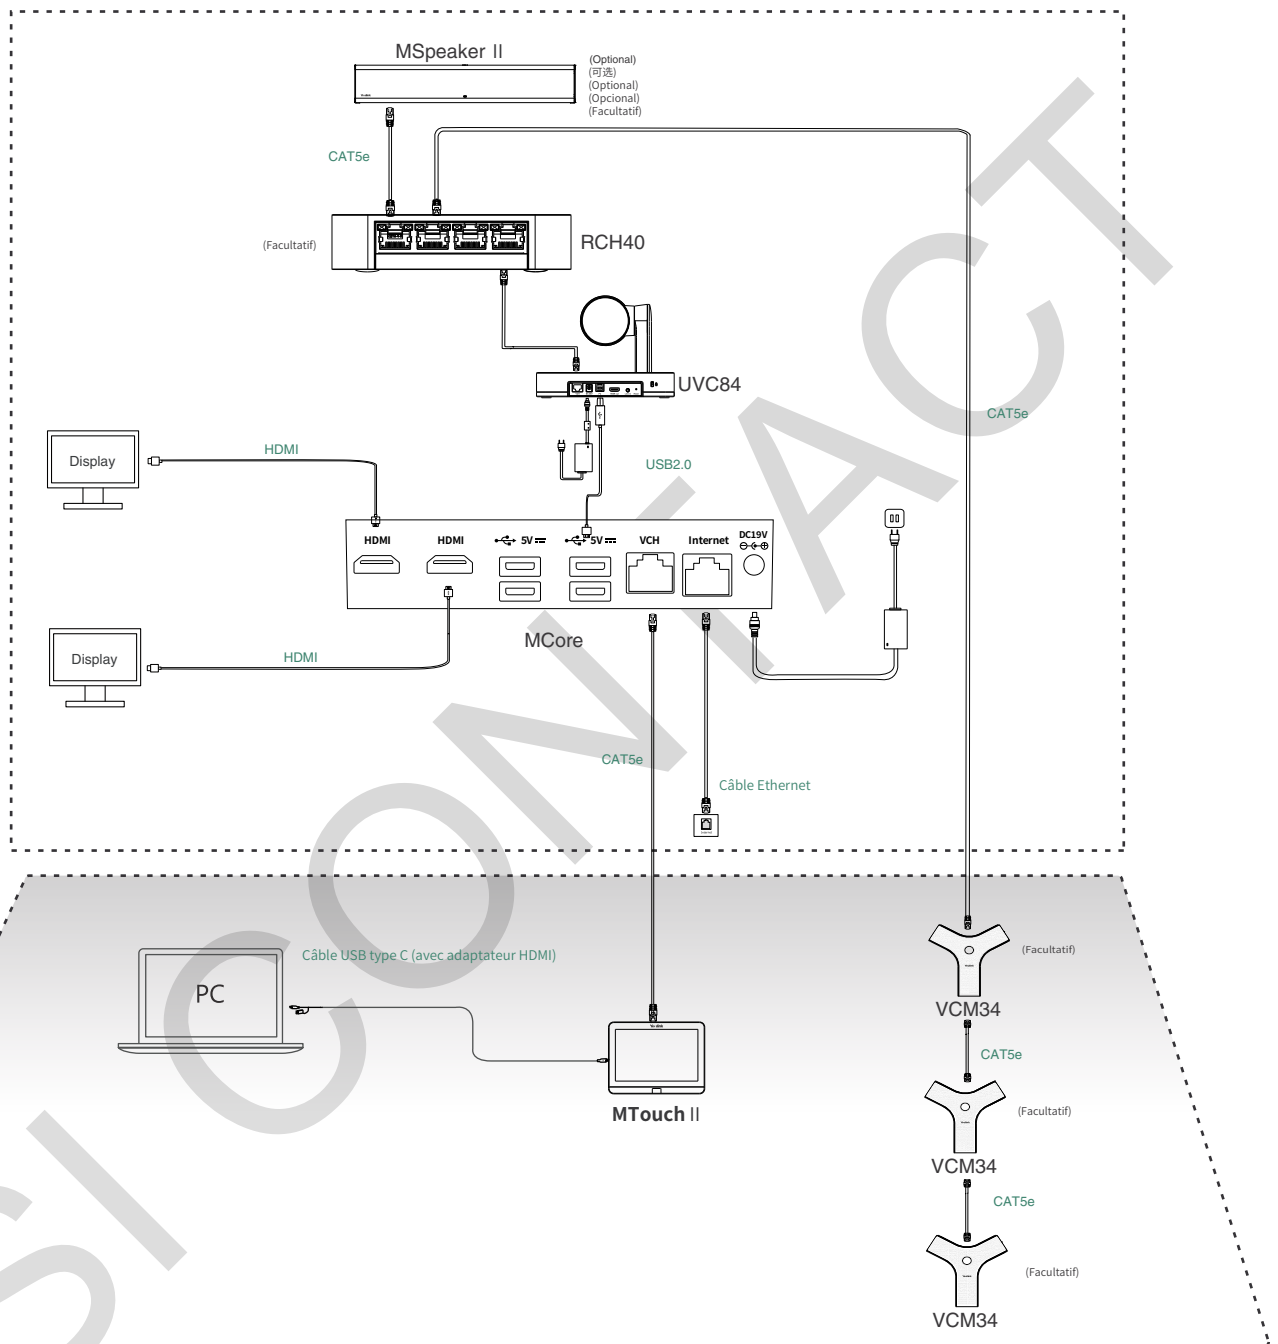 MSpeaker II
(Optional)
(可选)
(Optional)
(Opcional)
(Facultatif)
CAT5e
(Facultatif)
RCH40
UVC84
CAT5e
HDMI
Display
USB2.0
HDMI
HDMI
5V
5V
VCH
Internet
DC19V
MCore
Display
HDMI
CAT5e
Câble Ethernet
Câble USB type C (avec adaptateur HDMI)
PC
Yealink
MTouch II
(Facultatif)
VCM34
CAT5e
(Facultatif)
VCM34
CAT5e
(Facultatif)
VCM34
SI CONTACT